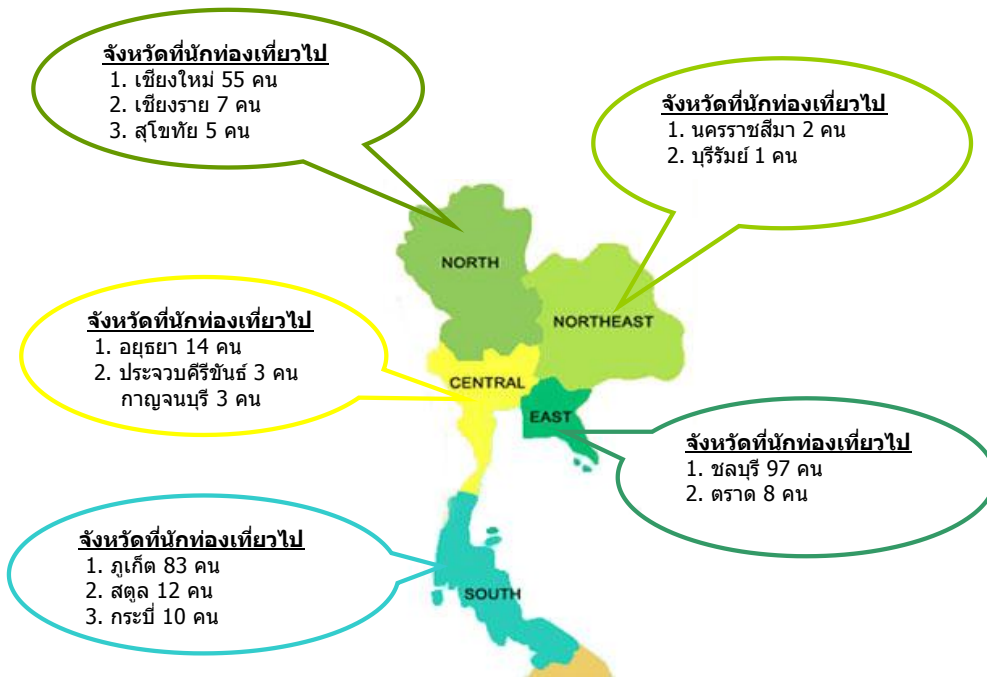 จังหวัดที่นักท่องเที่ยวไป
1. เชียงใหม่ 55 คน
2. เชียงราย 7 คน
3. สุโขทัย 5 คน
จังหวัดที่นักท่องเที่ยวไป
1. นครราชสีมา 2 คน
2. บุรีรัมย์ 1 คน
NORTH
NORTHEAST
จังหวัดที่นักท่องเที่ยวไป
1. อยุธยา 14 คน
2. ประจวบคีรีขันธ์ 3 คน
กาญจนบุรี 3 คน
CENTRAL
EAST
จังหวัดที่นักท่องเที่ยวไป
1. ชลบุรี 97 คน
2. ตราด 8 คน
จังหวัดที่นักท่องเที่ยวไป
1. ภูเก็ต 83 คน
2. สตูล 12 คน
3. กระบี่ 10 คน
SOUTH